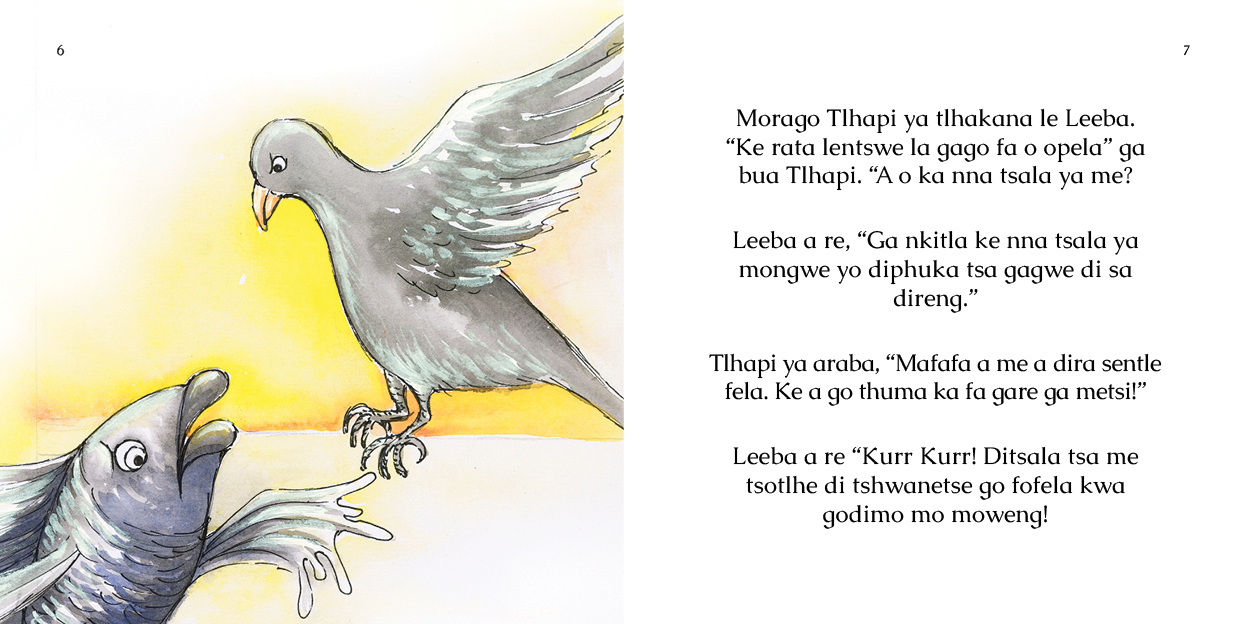 6
7
Morago Tlhapi ya tlhakana le Leeba.
“Ke rata lentswe la gago fa o opela” ga
bua Tlhapi. “A o ka nna tsala ya me?
Leeba a re, “Ga nkitla ke nna tsala ya
mongwe yo diphuka tsa gagwe di sa
direng.”
Tlhapi ya araba, “Mafafa a me a dira sentle
fela. Ke a go thuma ka fa gare ga metsi!”
Leeba a re “Kurr Kurr! Ditsala tsa me
tsotlhe di tshwanetse go fofela kwa
godimo mo moweng!